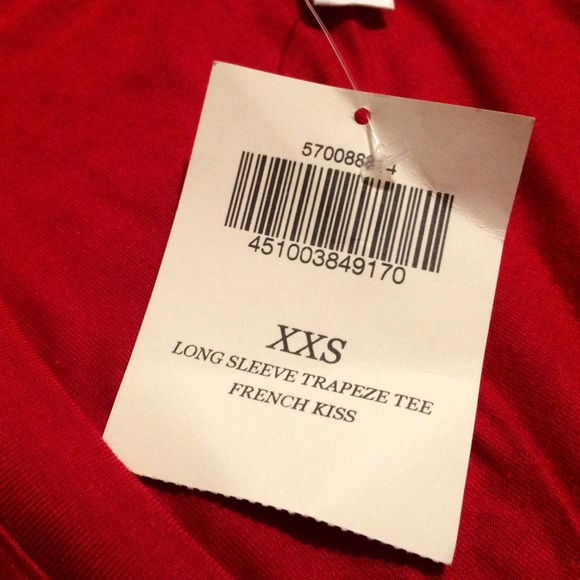 451003849170
XXS
LONG SLEEVE TRAPEZE TEE
FRENCH KISS